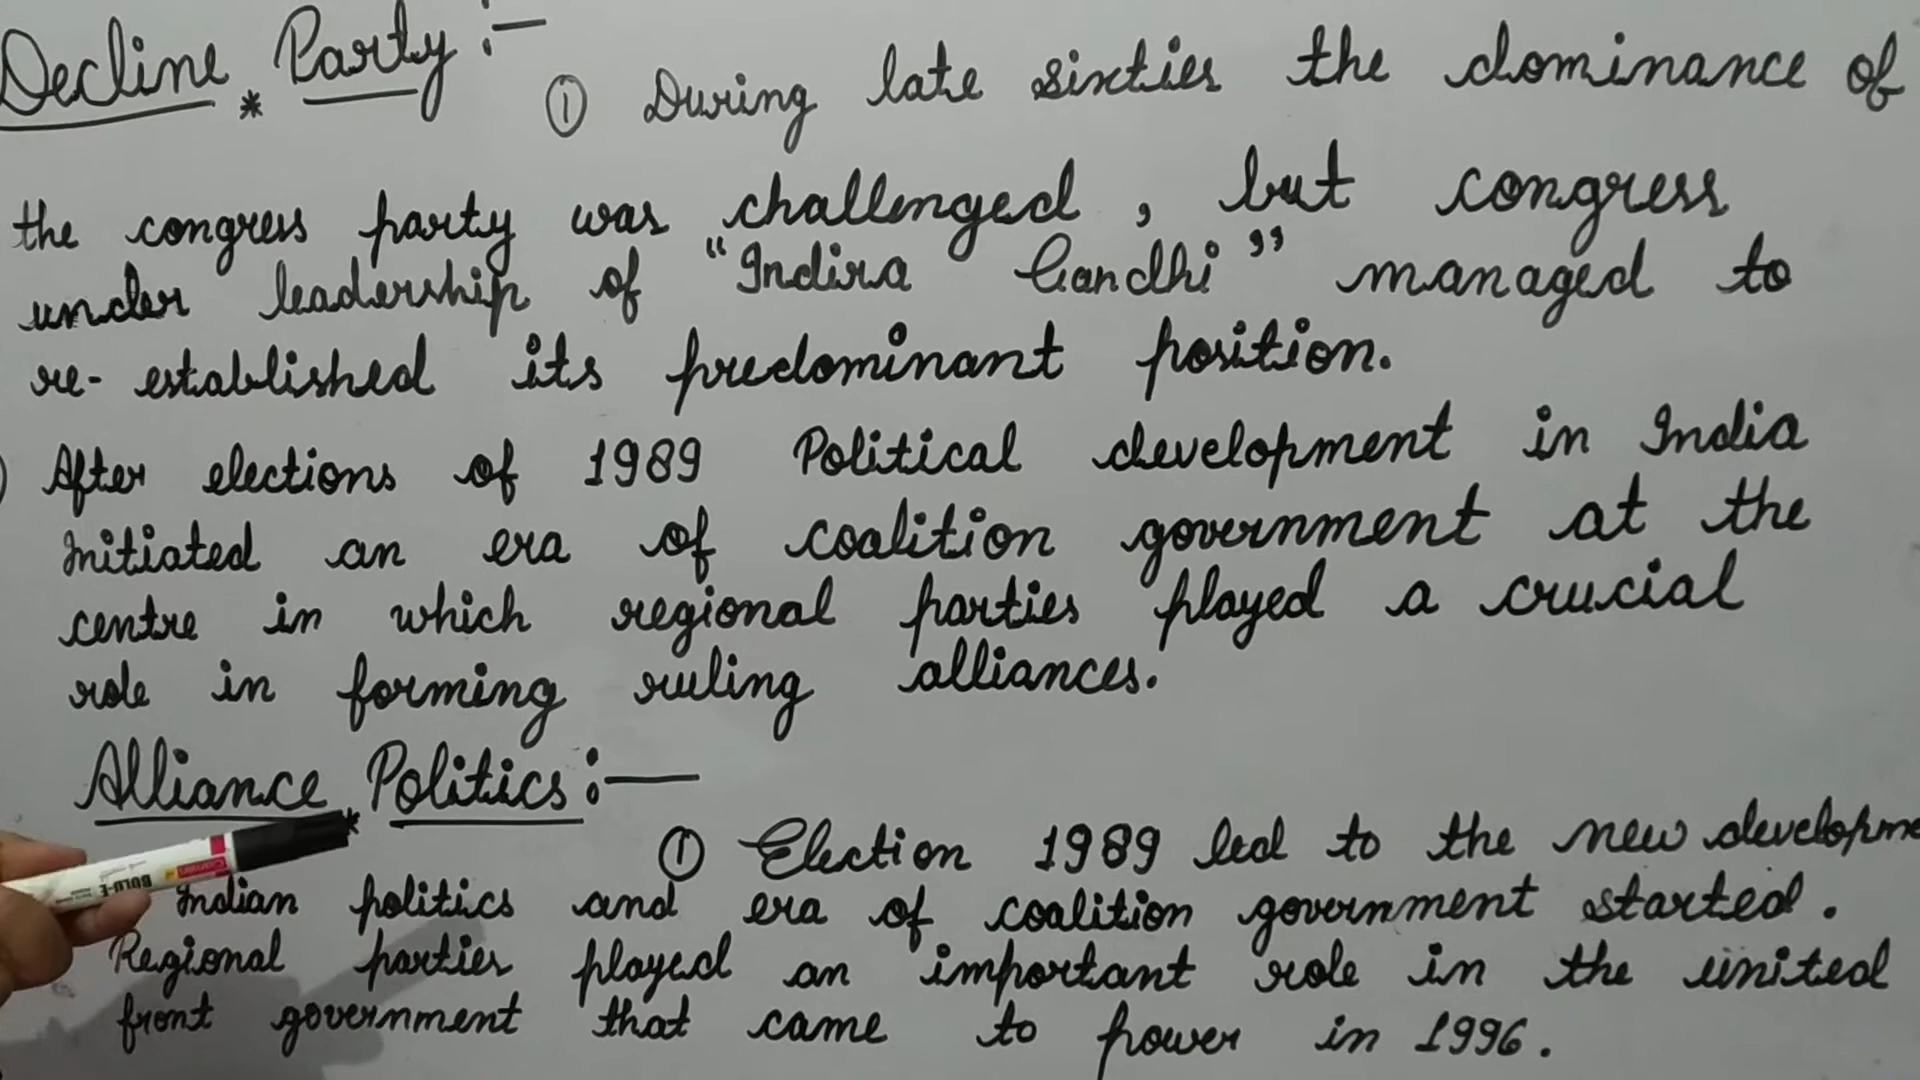 Decline Party :-
① During late sixties the dominance of
the congress party was challenged, but congress
under leadership of "Indira Gandhi" managed to
re-established its predominant position.
After elections of 1989 Political development in India
Initiated an era of coalition government at the
centre in which regional parties played a crucial
role in forming ruling alliances.
Alliance Politics :-
① Election 1989 led to the new developme
Indian politics and era of coalition government started.
Regional parties played an important role in the united
front government that came to power in 1996.